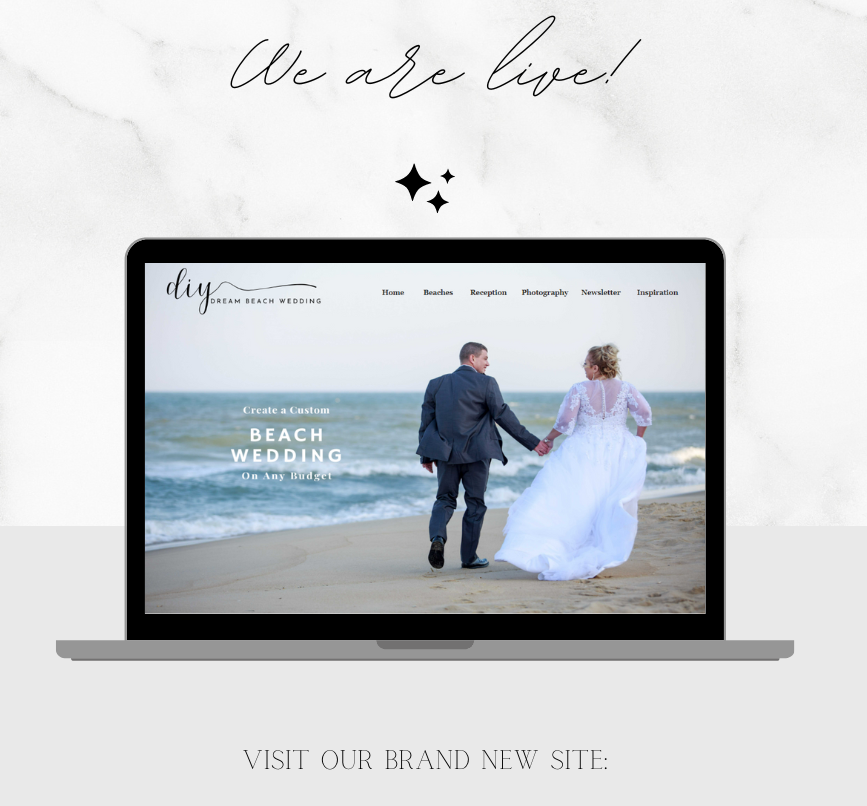 We are live!
diy
DREAM BEACH WEDDING
Home Beaches Reception Photography Newsletter Inspiration
Create a Custom
BEACH
WEDDING
On Any Budget
VISIT OUR BRAND NEW SITE: